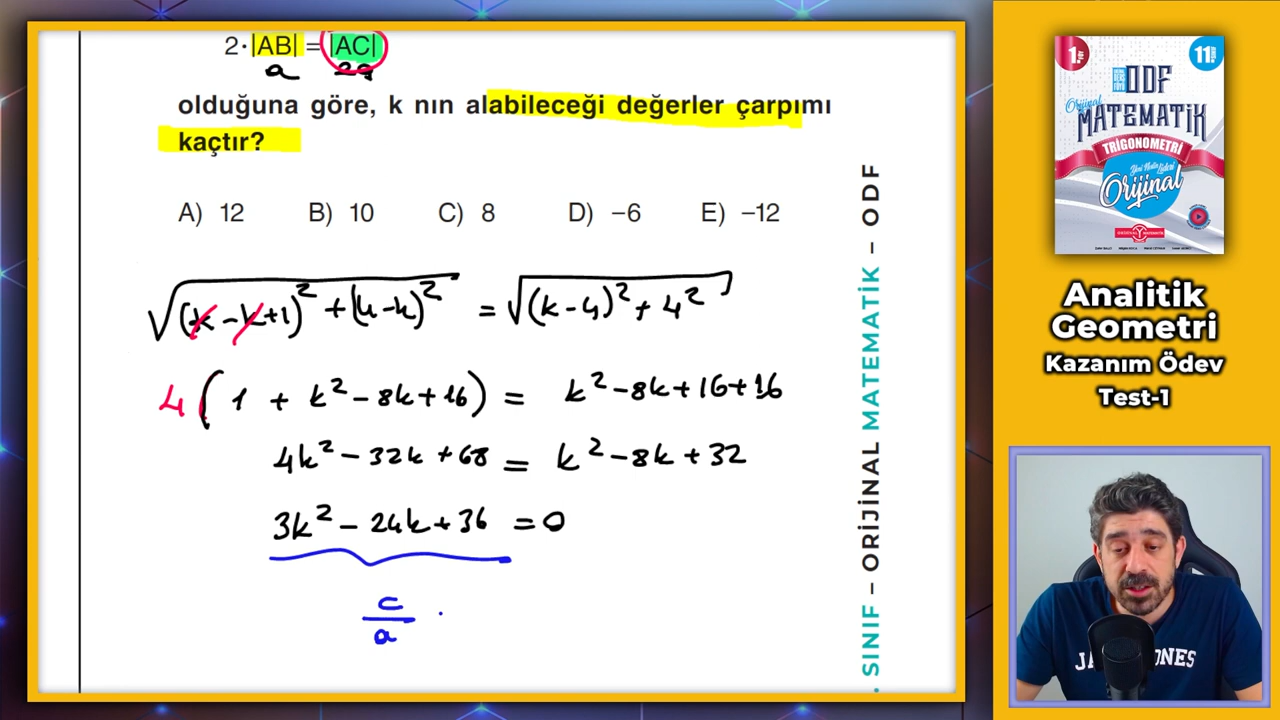 2·|AB| = |AC|
a 2a
olduğuna göre, k nın alabileceği değerler çarpımı
kaçtır?
A) 12 B) 10 C) 8 D) –6 E) –12
√(k-k+1)² + (4-k)² = √(k-4)² + 4²
4 ( 1 + k² - 8k + 16 ) = k² - 8k + 16 + 16
4k² - 32k + 68 = k² - 8k + 32
3k² - 24k + 36 = 0
c
a
. SINIF – ORİJİNAL MATEMATİK – ODF
1.
11.
ODF
Orijinal
MATEMATİK
TRİGONOMETRİ
Orijinal
Analitik
Geometri
Kazanım Ödev
Test-1